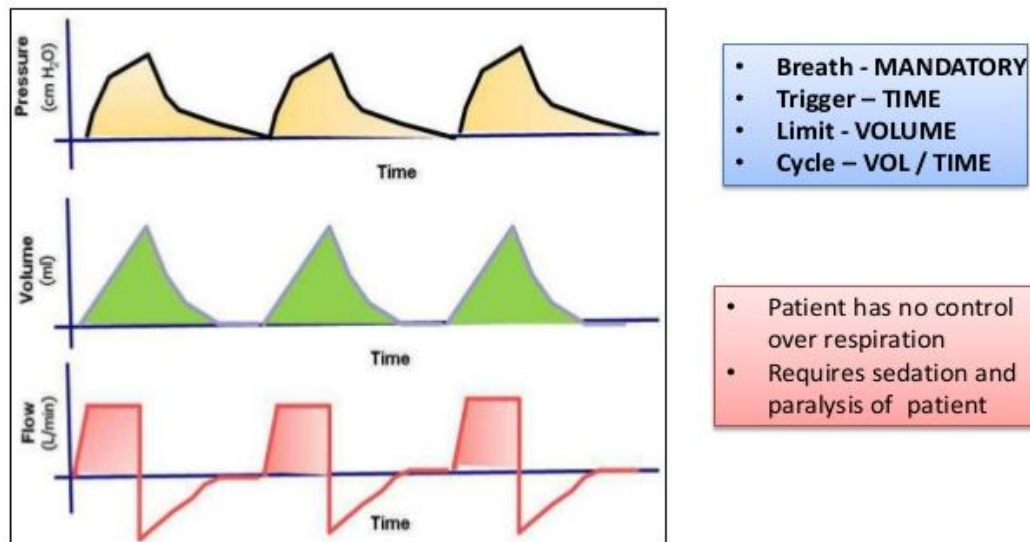 Pressure
(cm H₂O)
Time
Volume
(ml)
Time
Flow
(L/min)
Time
• Breath - MANDATORY
• Trigger – TIME
• Limit - VOLUME
• Cycle – VOL / TIME
• Patient has no control
over respiration
• Requires sedation and
paralysis of patient